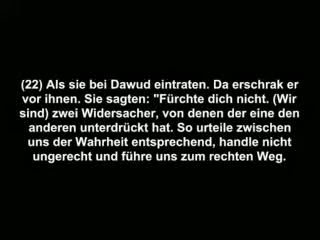 (22) Als sie bei Dawud eintraten. Da erschrak er
vor ihnen. Sie sagten: "Fürchte dich nicht. (Wir
sind) zwei Widersacher, von denen der eine den
anderen unterdrückt hat. So urteile zwischen
uns der Wahrheit entsprechend, handle nicht
ungerecht und führe uns zum rechten Weg.